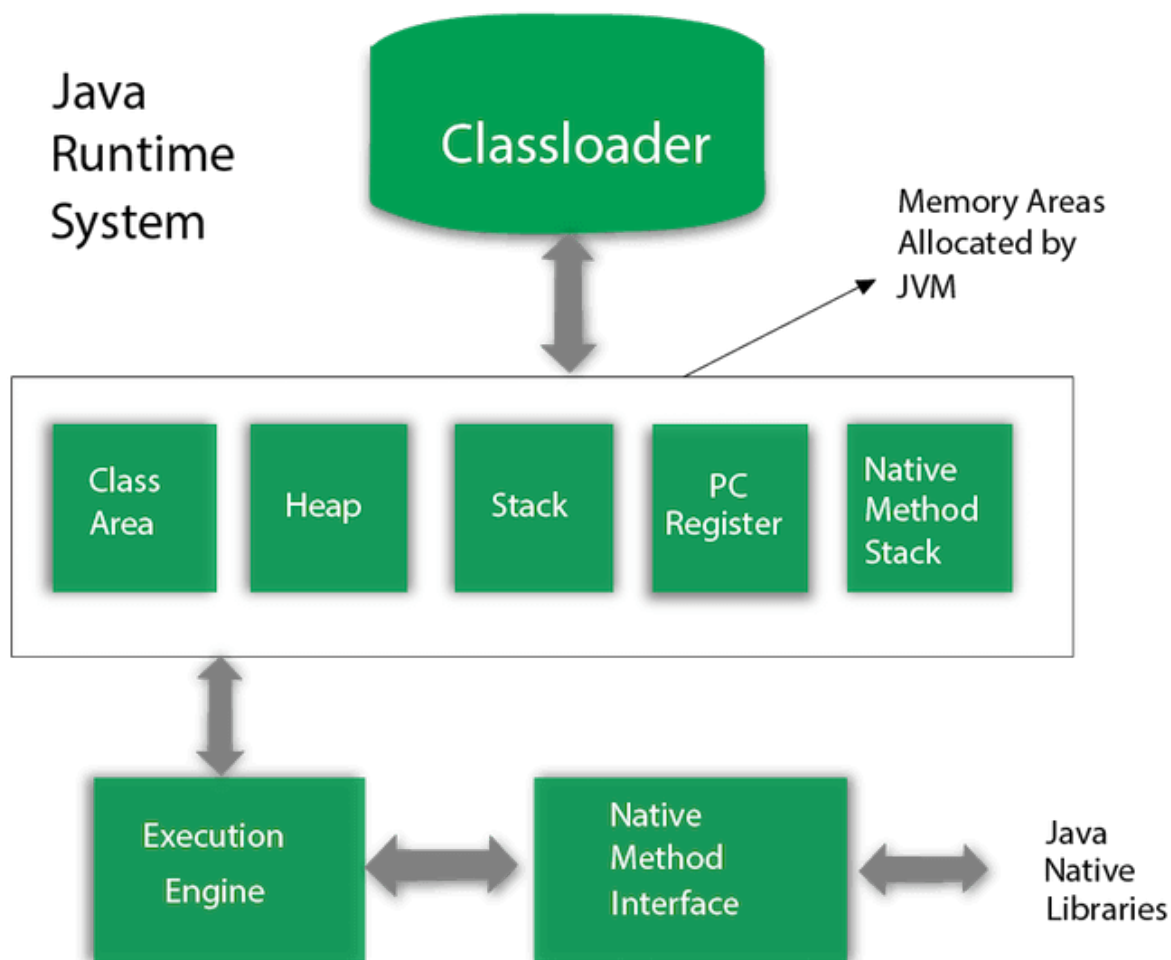 Java
Runtime
System
Classloader
Memory Areas
Allocated by
JVM
Class
Area
Heap
Stack
PC
Register
Native
Method
Stack
Execution
Engine
Native
Method
Interface
Java
Native
Libraries